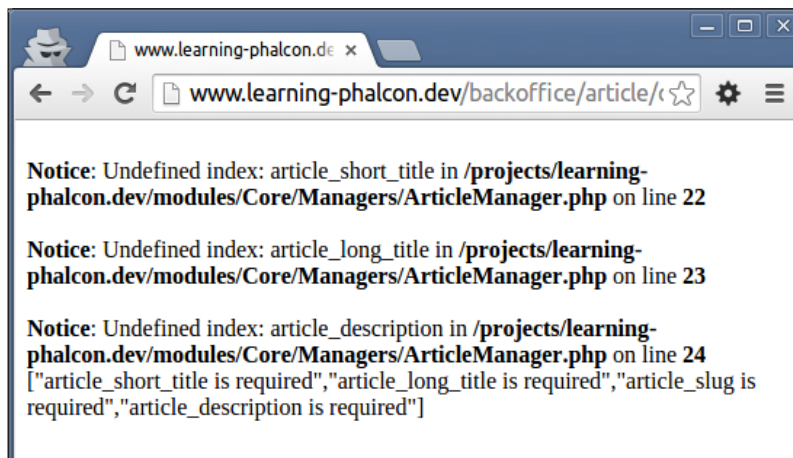 www.learning-phalcon.de
www.learning-phalcon.dev/backoffice/article/
Notice: Undefined index: article_short_title in /projects/learning-
phalcon.dev/modules/Core/Managers/ArticleManager.php on line 22
Notice: Undefined index: article_long_title in /projects/learning-
phalcon.dev/modules/Core/Managers/ArticleManager.php on line 23
Notice: Undefined index: article_description in /projects/learning-
phalcon.dev/modules/Core/Managers/ArticleManager.php on line 24
["article_short_title is required","article_long_title is required","article_slug is
required","article_description is required"]